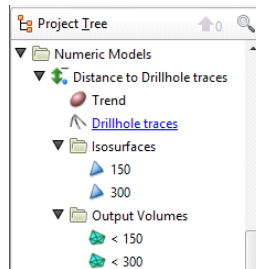 Project Tree
0
Numeric Models
Distance to Drillhole traces
Trend
Drillhole traces
Isosurfaces
150
300
Output Volumes
< 150
< 300